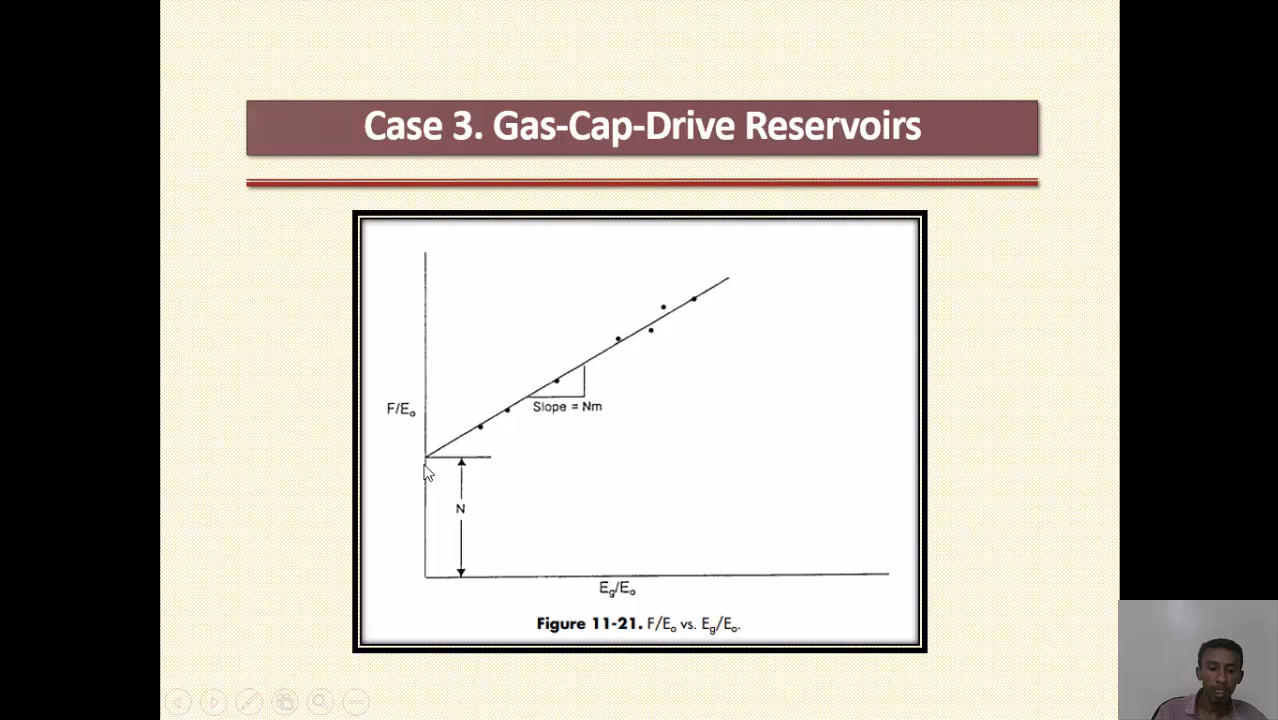 Case 3. Gas-Cap-Drive Reservoirs
F/Eo
Slope = Nm
N
Eg/Eo
Figure 11-21. F/Eo vs. Eg/Eo.